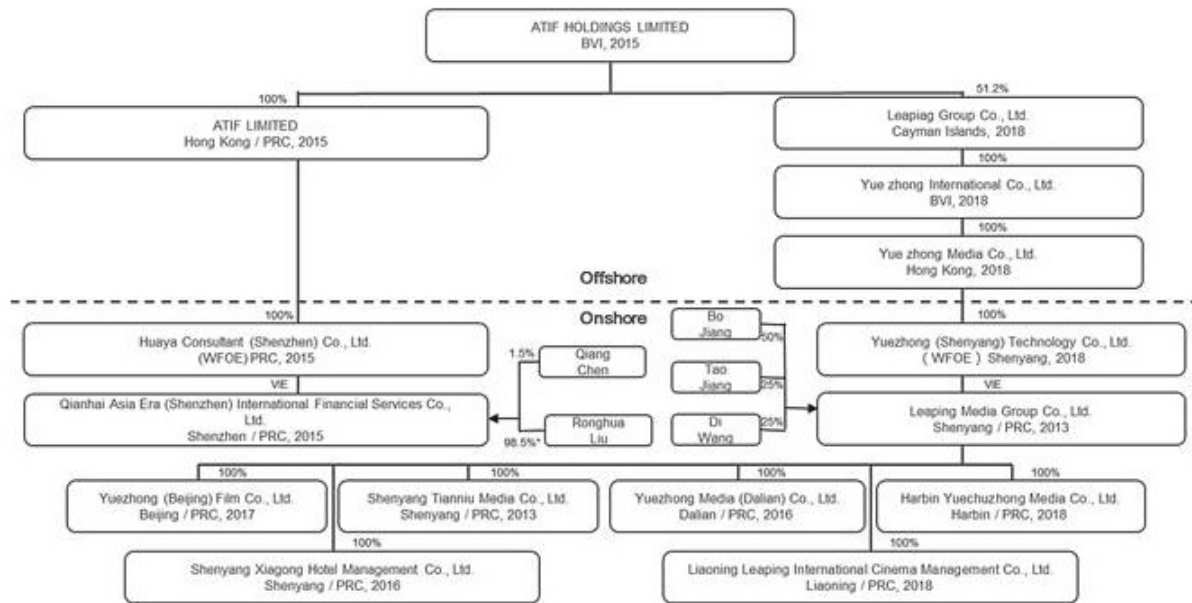 ATIF HOLDINGS LIMITED
BVI, 2015
100%
51.2%
ATIF LIMITED
Hong Kong / PRC, 2015
Leapiag Group Co., Ltd.
Cayman Islands, 2018
100%
Yue zhong International Co., Ltd.
BVI, 2018
100%
Yue zhong Media Co., Ltd.
Hong Kong, 2018
Offshore
Onshore
100%
100%
Huaya Consultant (Shenzhen) Co., Ltd.
(WFOE) PRC, 2015
VIE
Qianhai Asia Era (Shenzhen) International Financial Services Co.,
Ltd.
Shenzhen / PRC, 2015
1.5%
Qiang
Chen
98.5%*
Ronghua
Liu
Bo
Jiang
50%
Tao
Jiang
25%
Di
Wang
25%
Yuezhong (Shenyang) Technology Co., Ltd.
( WFOE ) Shenyang, 2018
VIE
Leaping Media Group Co., Ltd.
Shenyang / PRC, 2013
100%
100%
100%
100%
Yuezhong (Beijing) Film Co., Ltd.
Beijing / PRC, 2017
Shenyang Tianniu Media Co., Ltd.
Shenyang / PRC, 2013
Yuezhong Media (Dalian) Co., Ltd.
Dalian / PRC, 2016
Harbin Yuechuzhong Media Co., Ltd.
Harbin / PRC, 2018
100%
100%
Shenyang Xiagong Hotel Management Co., Ltd.
Shenyang / PRC, 2016
Liaoning Leaping International Cinema Management Co., Ltd.
Liaoning / PRC, 2018